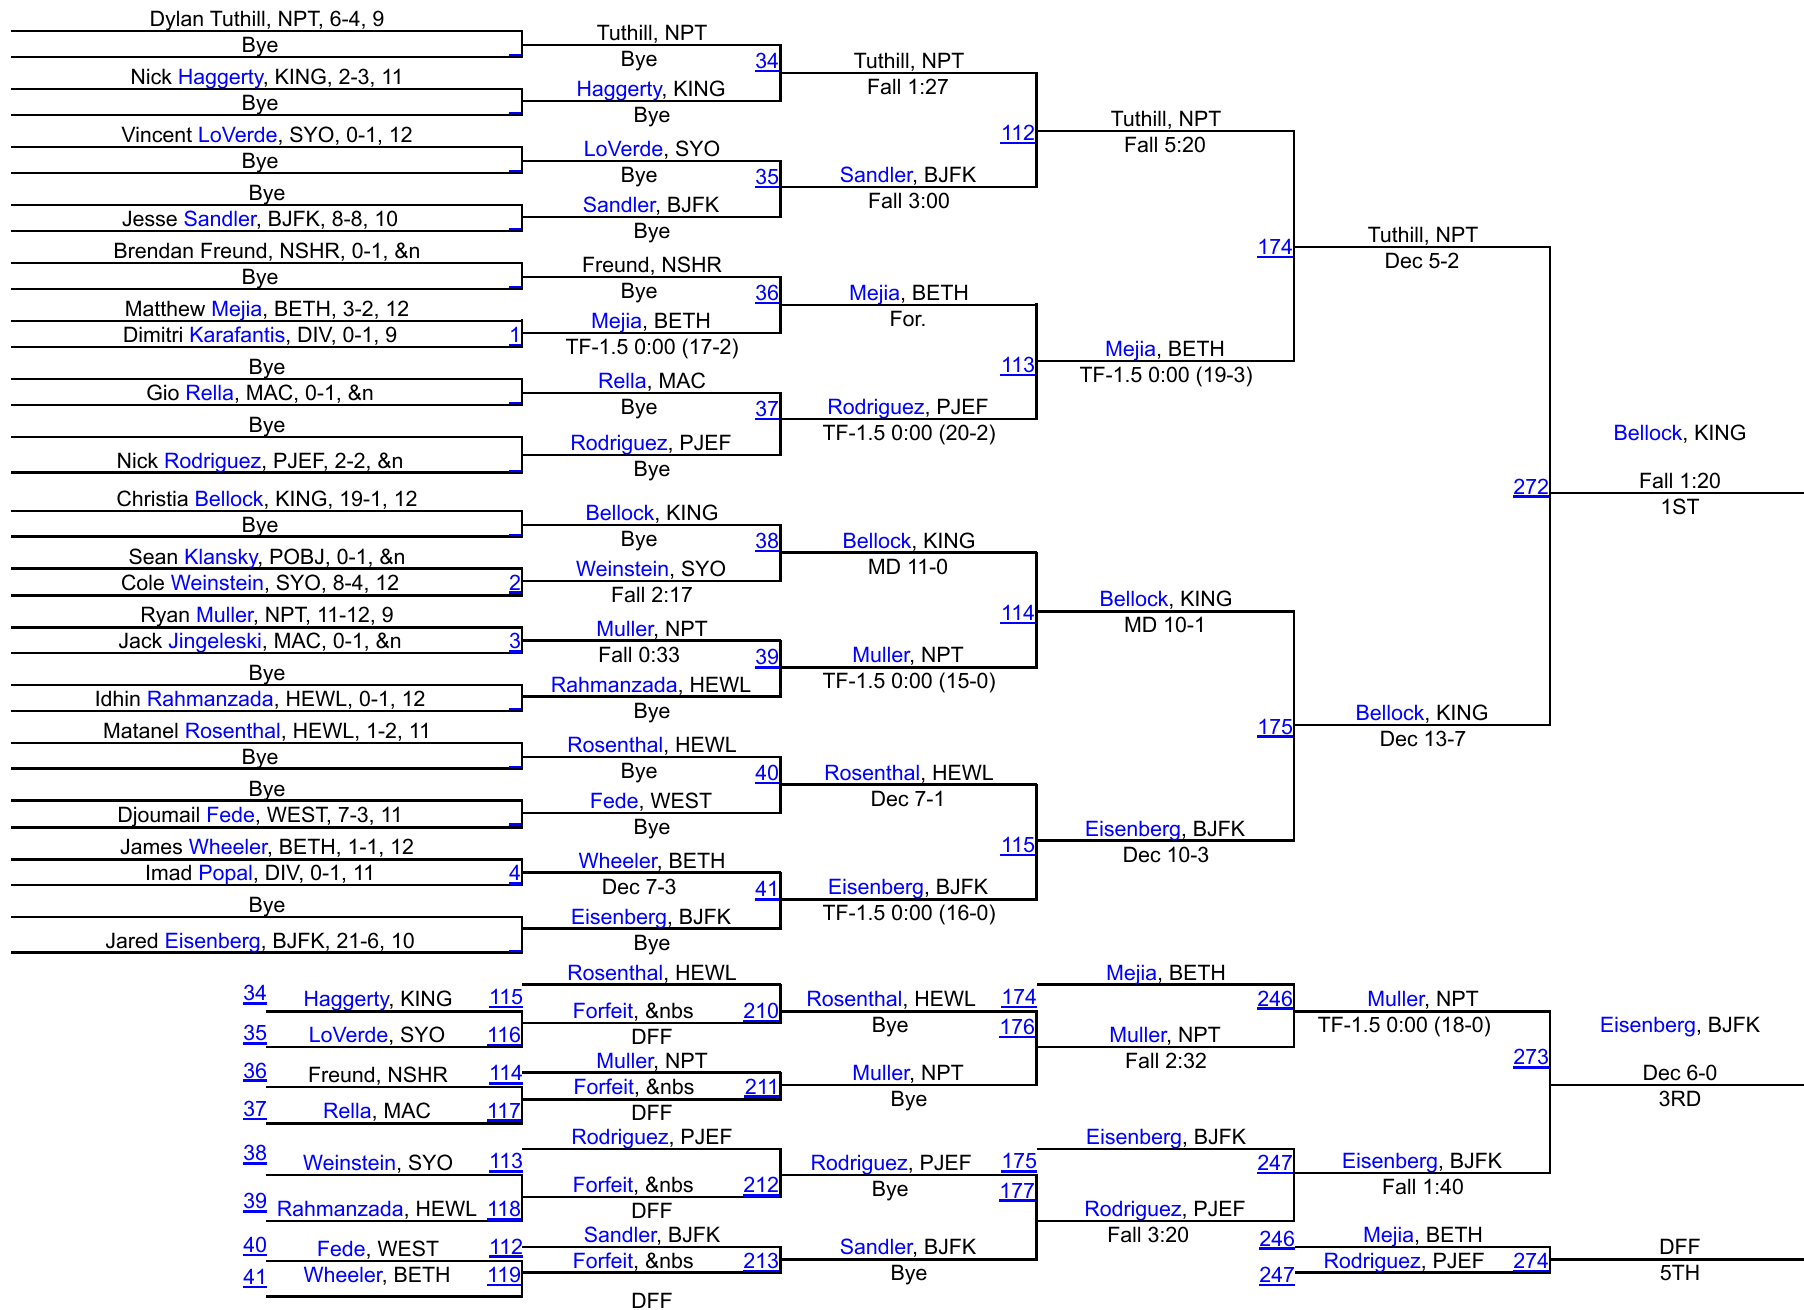 Dylan Tuthill, NPT, 6-4, 9
Bye
Nick Haggerty, KING, 2-3, 11
Bye
Vincent LoVerde, SYO, 0-1, 12
Bye
Bye
Jesse Sandler, BJFK, 8-8, 10
Brendan Freund, NSHR, 0-1, &n
Bye
Matthew Mejia, BETH, 3-2, 12
Dimitri Karafantis, DIV, 0-1, 9
1
Bye
Gio Rella, MAC, 0-1, &n
Bye
Nick Rodriguez, PJEF, 2-2, &n
Christia Bellock, KING, 19-1, 12
Bye
Sean Klansky, POBJ, 0-1, &n
Cole Weinstein, SYO, 8-4, 12
2
Ryan Muller, NPT, 11-12, 9
Jack Jingeleski, MAC, 0-1, &n
3
Bye
Idhin Rahmanzada, HEWL, 0-1, 12
Matanel Rosenthal, HEWL, 1-2, 11
Bye
Bye
Djoumail Fede, WEST, 7-3, 11
James Wheeler, BETH, 1-1, 12
Imad Popal, DIV, 0-1, 11
4
Bye
Jared Eisenberg, BJFK, 21-6, 10
Tuthill, NPT
Bye
34
Haggerty, KING
Bye
LoVerde, SYO
Bye
35
Sandler, BJFK
Bye
Freund, NSHR
Bye
36
Mejia, BETH
TF-1.5 0:00 (17-2)
Rella, MAC
Bye
37
Rodriguez, PJEF
Bye
Bellock, KING
Bye
38
Weinstein, SYO
Fall 2:17
Muller, NPT
Fall 0:33
39
Rahmanzada, HEWL
Bye
Rosenthal, HEWL
Bye
40
Fede, WEST
Bye
Wheeler, BETH
Dec 7-3
41
Eisenberg, BJFK
Bye
Tuthill, NPT
Fall 1:27
112
Sandler, BJFK
Fall 3:00
Mejia, BETH
For.
113
Rodriguez, PJEF
TF-1.5 0:00 (20-2)
Bellock, KING
MD 11-0
114
Muller, NPT
TF-1.5 0:00 (15-0)
Rosenthal, HEWL
Dec 7-1
115
Eisenberg, BJFK
TF-1.5 0:00 (16-0)
Tuthill, NPT
Fall 5:20
174
Mejia, BETH
TF-1.5 0:00 (19-3)
Bellock, KING
MD 10-1
175
Eisenberg, BJFK
Dec 10-3
Tuthill, NPT
Dec 5-2
272
Bellock, KING
Dec 13-7
Bellock, KING
Fall 1:20
1ST
34
Haggerty, KING
115
35
LoVerde, SYO
116
36
Freund, NSHR
114
37
Rella, MAC
117
38
Weinstein, SYO
113
39
Rahmanzada, HEWL
118
40
Fede, WEST
112
41
Wheeler, BETH
119
Rosenthal, HEWL
Forfeit, &nbs
210
DFF
Muller, NPT
Forfeit, &nbs
211
DFF
Rodriguez, PJEF
Forfeit, &nbs
212
DFF
Sandler, BJFK
Forfeit, &nbs
213
DFF
Rosenthal, HEWL
174
Bye
176
Muller, NPT
Bye
Rodriguez, PJEF
175
Bye
177
Sandler, BJFK
Bye
Mejia, BETH
246
Muller, NPT
Fall 2:32
Eisenberg, BJFK
247
Rodriguez, PJEF
Fall 3:20
Muller, NPT
TF-1.5 0:00 (18-0)
273
Eisenberg, BJFK
Fall 1:40
246
Mejia, BETH
Rodriguez, PJEF
274
247
Eisenberg, BJFK
Dec 6-0
3RD
DFF
5TH